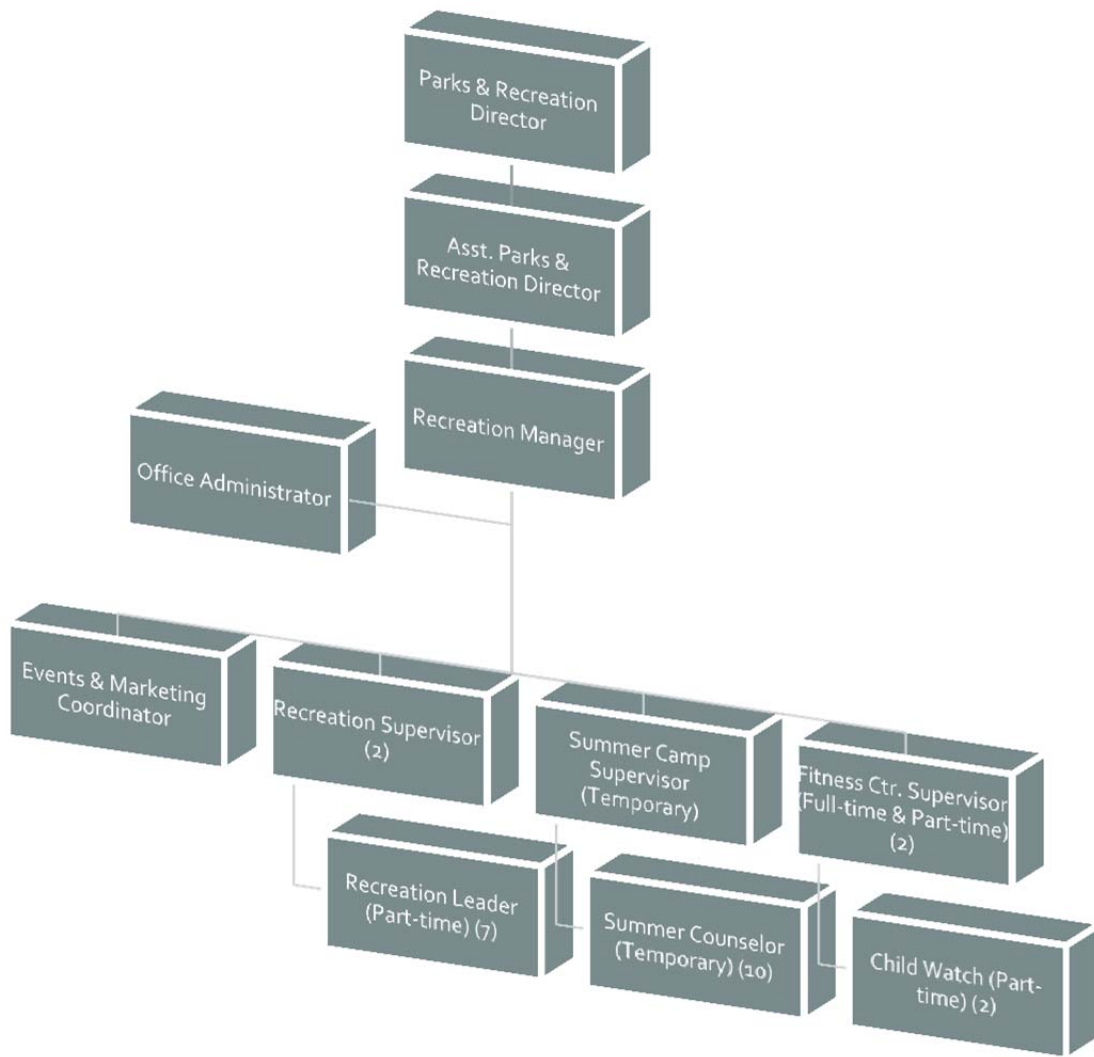 Parks & Recreation
Director
Asst. Parks &
Recreation Director
Recreation Manager
Office Administrator
Events & Marketing
Coordinator
Recreation Supervisor
(2)
Summer Camp
Supervisor
(Temporary)
Fitness Ctr. Supervisor
(Full-time & Part-time)
(2)
Recreation Leader
(Part-time) (7)
Summer Counselor
(Temporary) (10)
Child Watch (Part-
time) (2)